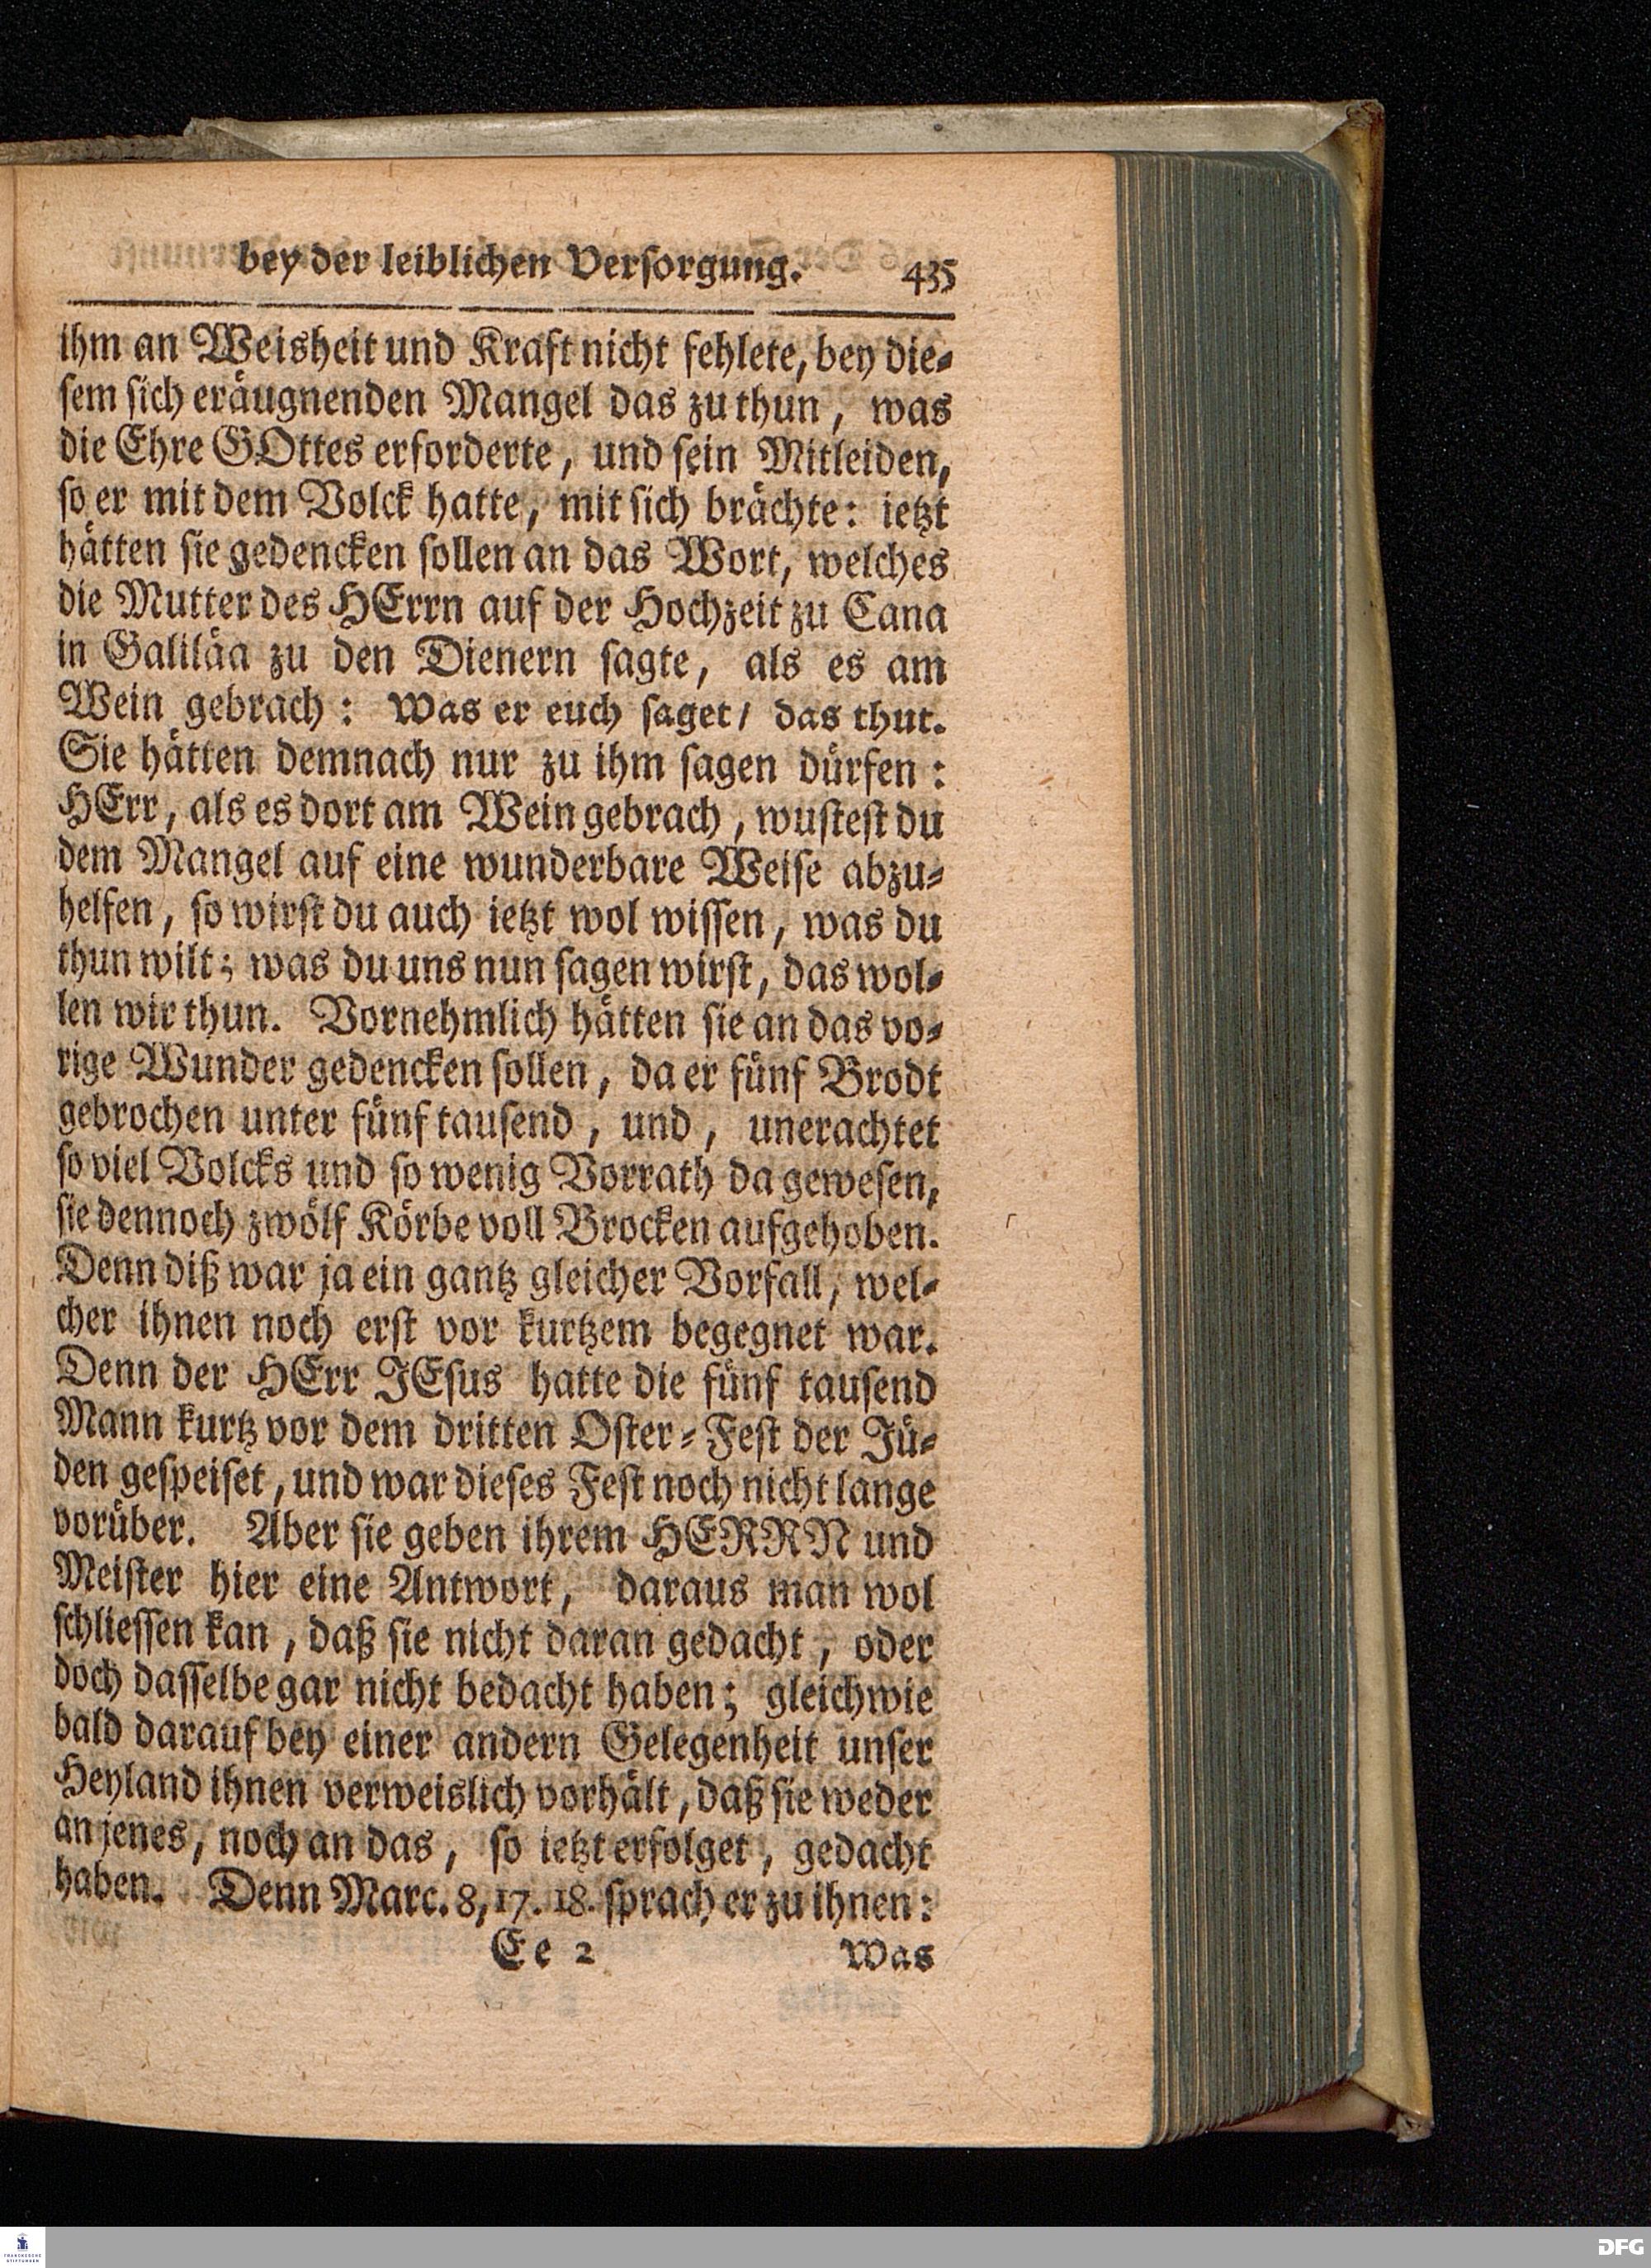 bey der leiblichen Versorgung. 435
ihm an Weisheit und Kraft nicht fehlete, bey die⸗
sem sich eräugnenden Mangel das zu thun, was
die Ehre GOttes erforderte, und sein Mitleiden,
so er mit dem Volck hatte, mit sich brächte: ietzt
hätten sie gedencken sollen an das Wort, welches
die Mutter des HErrn auf der Hochzeit zu Cana
in Galiläa zu den Dienern sagte, als es am
Wein gebrach: Was er euch saget/ das thut.
Sie hätten demnach nur zu ihm sagen dürfen:
HErr, als es dort am Wein gebrach, wustest du
dem Mangel auf eine wunderbare Weise abzu⸗
helfen, so wirst du auch ietzt wol wissen, was du
thun wilt; was du uns nun sagen wirst, das wol⸗
len wir thun. Vornehmlich hätten sie an das vo⸗
rige Wunder gedencken sollen, da er fünf Brodt
gebrochen unter fünf tausend, und, unerachtet
so viel Volcks und so wenig Vorrath da gewesen,
sie dennoch zwölf Körbe voll Brocken aufgehoben.
Denn diß war ja ein gantz gleicher Vorfall, wel⸗
cher ihnen noch erst vor kurtzem begegnet war.
Denn der HErr JEsus hatte die fünf tausend
Mann kurtz vor dem dritten Oster⸗Fest der Jü⸗
den gespeiset, und war dieses Fest noch nicht lange
vorüber. Aber sie geben ihrem HERRN und
Meister hier eine Antwort, daraus man wol
schliessen kan, daß sie nicht daran gedacht, oder
doch dasselbe gar nicht bedacht haben; gleichwie
bald darauf bey einer andern Gelegenheit unser
Heyland ihnen verweislich vorhält, daß sie weder
an jenes, noch an das, so ietzt erfolget, gedacht
haben. Denn Marc. 8, 17. 18. sprach er zu ihnen:
Ee 2 Was
FRANCKESCHE
STIFTUNGEN
DFG